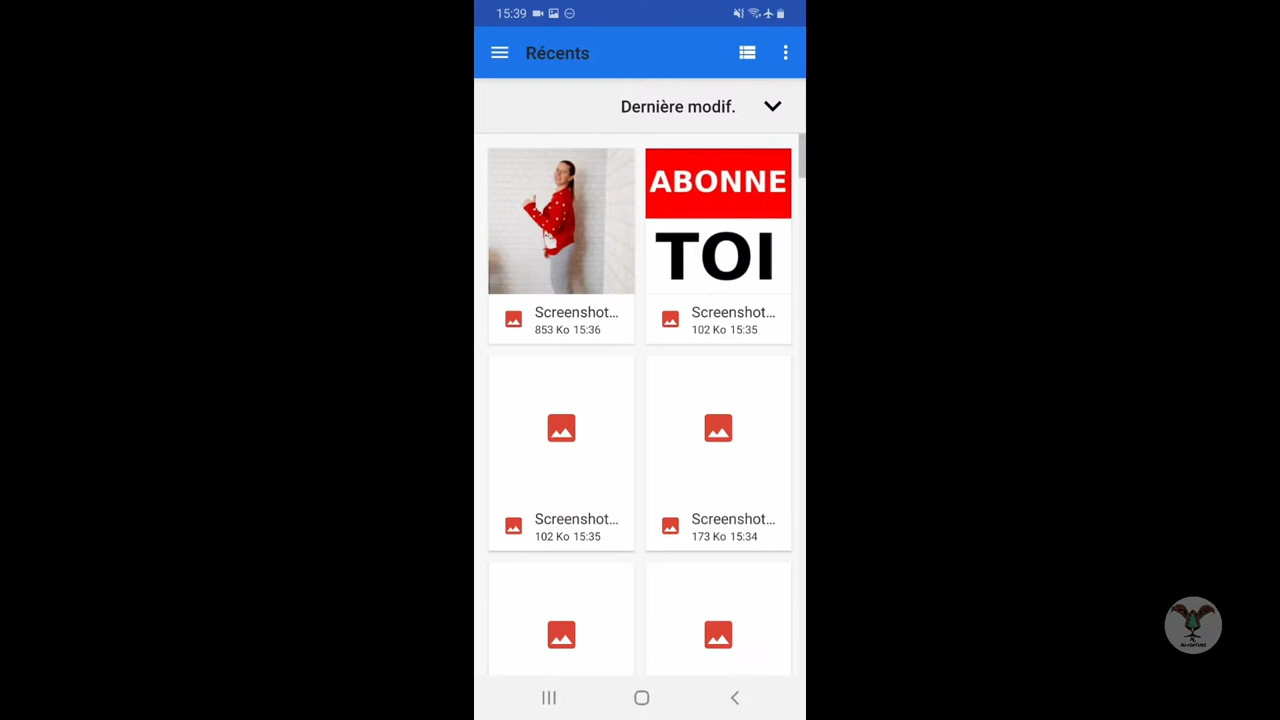 15:39
Récents
Dernière modif.
ABONNE
TOI
Screenshot...
853 Ko 15:36
Screenshot...
102 Ko 15:35
Screenshot...
102 Ko 15:35
Screenshot...
173 Ko 15:34